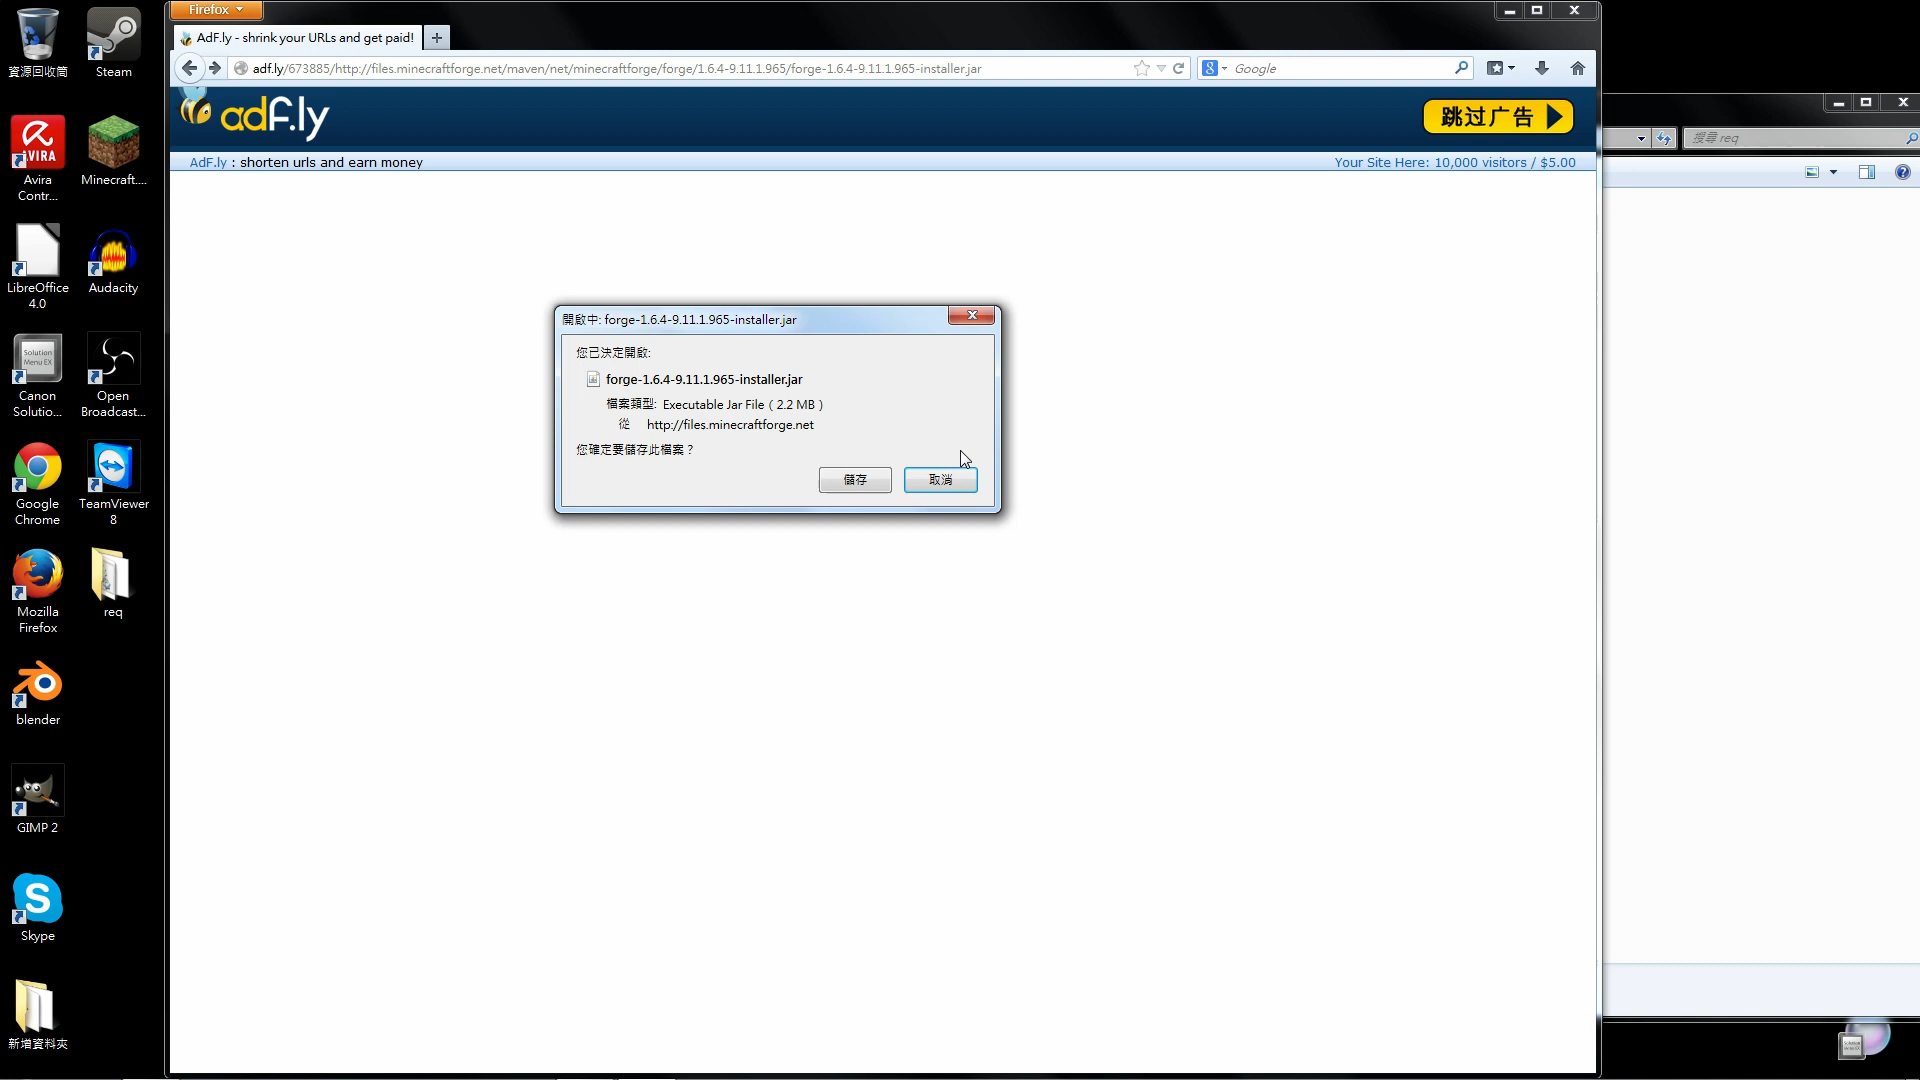 Firefox
AdF.ly - shrink your URLs and get paid!
adf.ly/673885/http://files.minecraftforge.net/maven/net/minecraftforge/forge/1.6.4-9.11.1.965/forge-1.6.4-9.11.1.965-installer.jar
Google
adf.ly
跳过广告
AdF.ly : shorten urls and earn money
Your Site Here: 10,000 visitors / $5.00
搜尋 req
開啟中: forge-1.6.4-9.11.1.965-installer.jar
您已決定開啟:
forge-1.6.4-9.11.1.965-installer.jar
檔案類型: Executable Jar File ( 2.2 MB )
從 http://files.minecraftforge.net
您確定要儲存此檔案？
儲存
取消
資源回收筒
Steam
AVIRA
Avira
Contr...
Minecraft....
LibreOffice
4.0
Audacity
Solution
Menu EX
Canon
Solutio...
Open
Broadcast...
Google
Chrome
TeamViewer
8
Mozilla
Firefox
req
blender
GIMP 2
Skype
新增資料夾